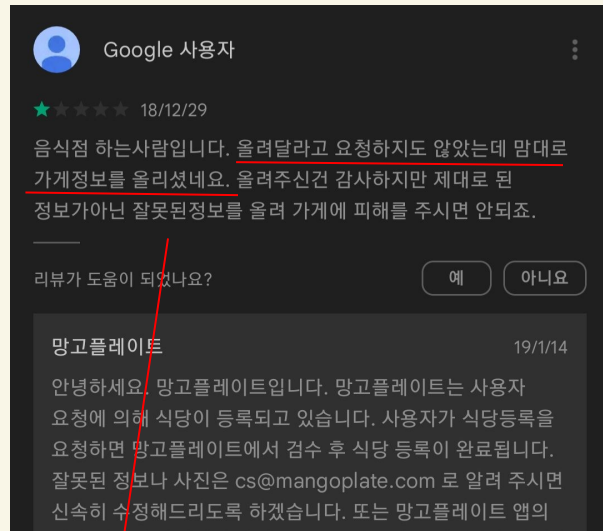 Google 사용자
18/12/29
음식점 하는사람입니다. 올려달라고 요청하지도 않았는데 맘대로
가게정보를 올리셨네요. 올려주신건 감사하지만 제대로 된
정보가아닌 잘못된정보를 올려 가게에 피해를 주시면 안되죠.
리뷰가 도움이 되었나요?
예
아니요
망고플레이트
19/1/14
안녕하세요. 망고플레이트입니다. 망고플레이트는 사용자
요청에 의해 식당이 등록되고 있습니다. 사용자가 식당등록을
요청하면 망고플레이트에서 검수 후 식당 등록이 완료됩니다.
잘못된 정보나 사진은 cs@mangoplate.com 로 알려 주시면
신속히 수정해드리도록 하겠습니다. 또는 망고플레이트 앱의